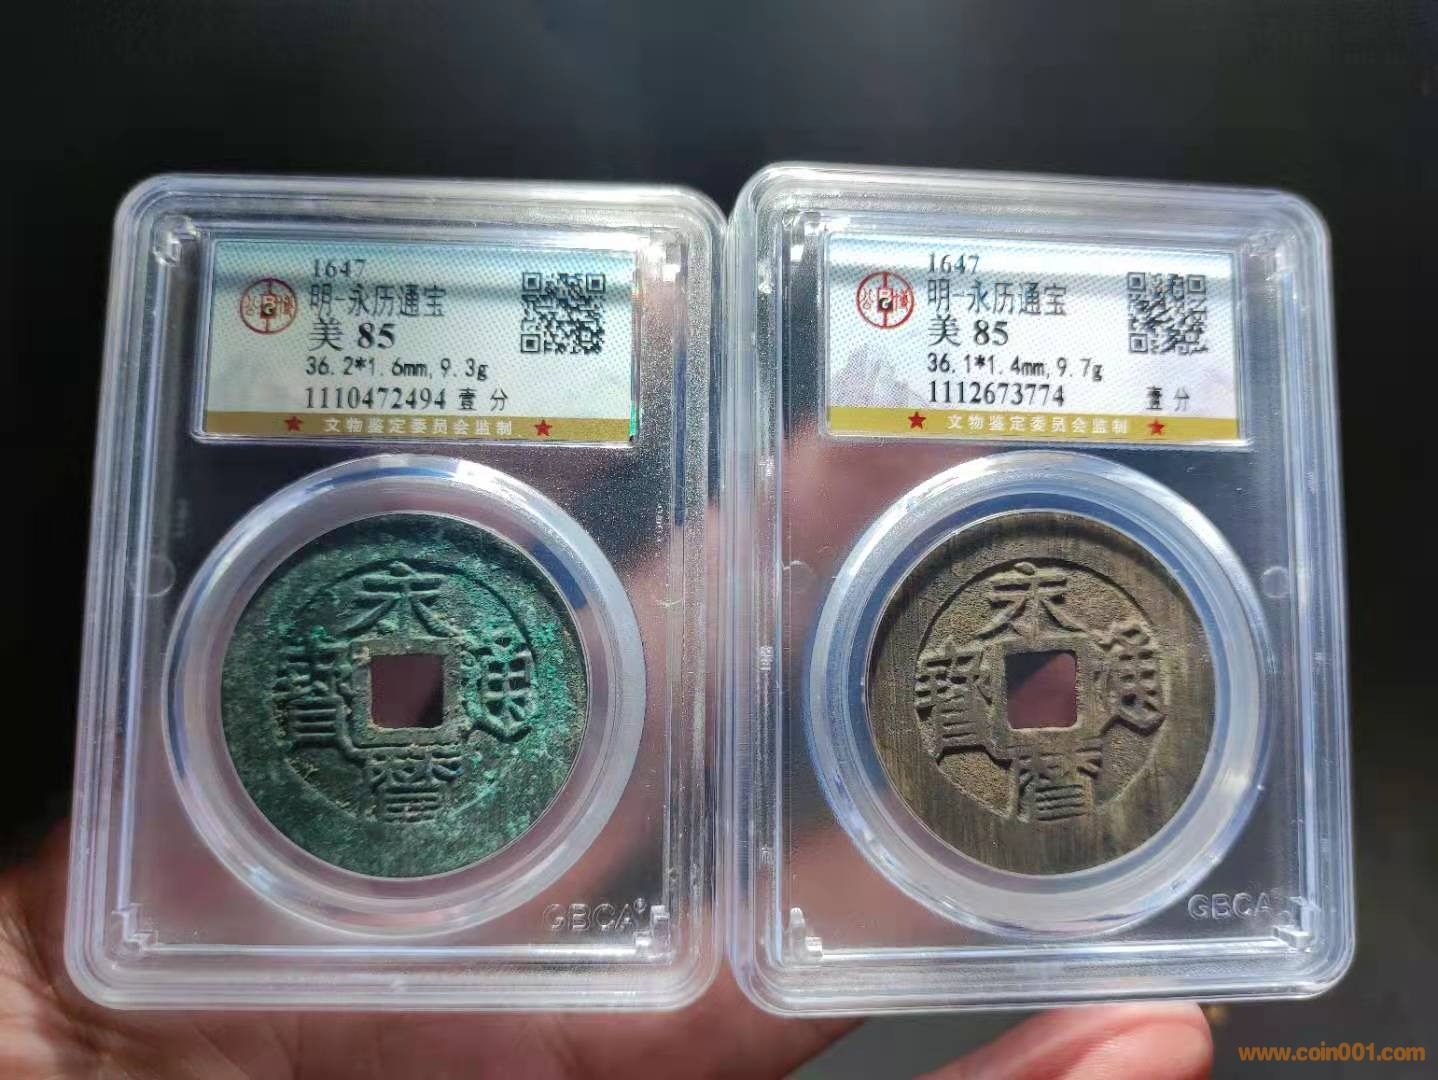 1647
明-永历通宝
美 85
36.2*1.6mm,9.3g
1110472494 壹 分
★ 文物鉴定委员会监制 ★
永曆通寶
GBCA®
1647
明-永历通宝
美 85
36.1*1.4mm,9.7g
1112673774 壹 分
★ 文物鉴定委员会监制 ★
永曆通寶
GBCA
www.coin001.com